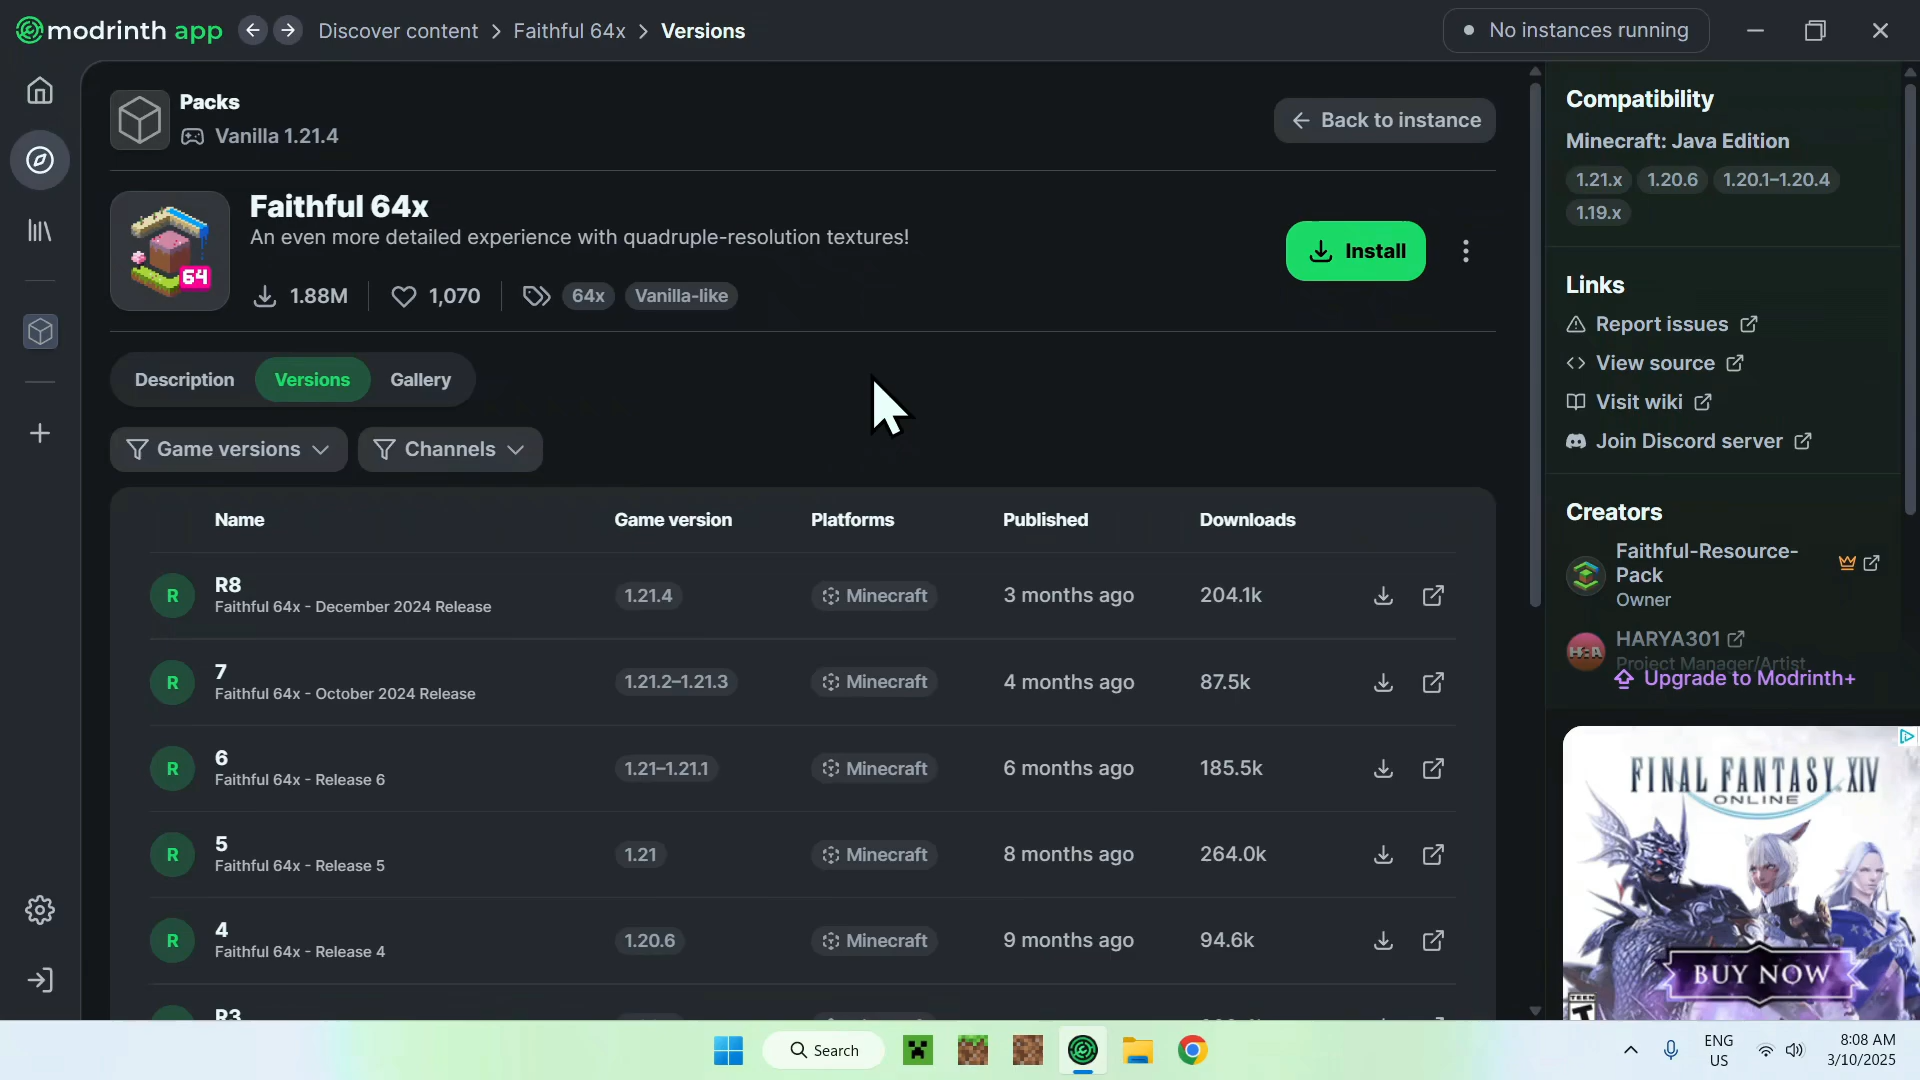 modrinth app
Discover content > Faithful 64x > Versions
No instances running
Packs
Vanilla 1.21.4
Back to instance
Faithful 64x
An even more detailed experience with quadruple-resolution textures!
64
1.88M
1,070
64x
Vanilla-like
Install
Description
Versions
Gallery
Game versions
Channels
Name Game version Platforms Published Downloads
R R8 1.21.4 Minecraft 3 months ago 204.1k
Faithful 64x - December 2024 Release
R 7 1.21.2–1.21.3 Minecraft 4 months ago 87.5k
Faithful 64x - October 2024 Release
R 6 1.21–1.21.1 Minecraft 6 months ago 185.5k
Faithful 64x - Release 6
R 5 1.21 Minecraft 8 months ago 264.0k
Faithful 64x - Release 5
R 4 1.20.6 Minecraft 9 months ago 94.6k
Faithful 64x - Release 4
R3
Compatibility
Minecraft: Java Edition
1.21.x 1.20.6 1.20.1–1.20.4
1.19.x
Links
Report issues
View source
Visit wiki
Join Discord server
Creators
Faithful-Resource-
Pack
Owner
HARYA301
Project Manager/Artist
Upgrade to Modrinth+
FINAL FANTASY XIV
ONLINE
BUY NOW
TEEN
T
Search
ENG
US
8:08 AM
3/10/2025